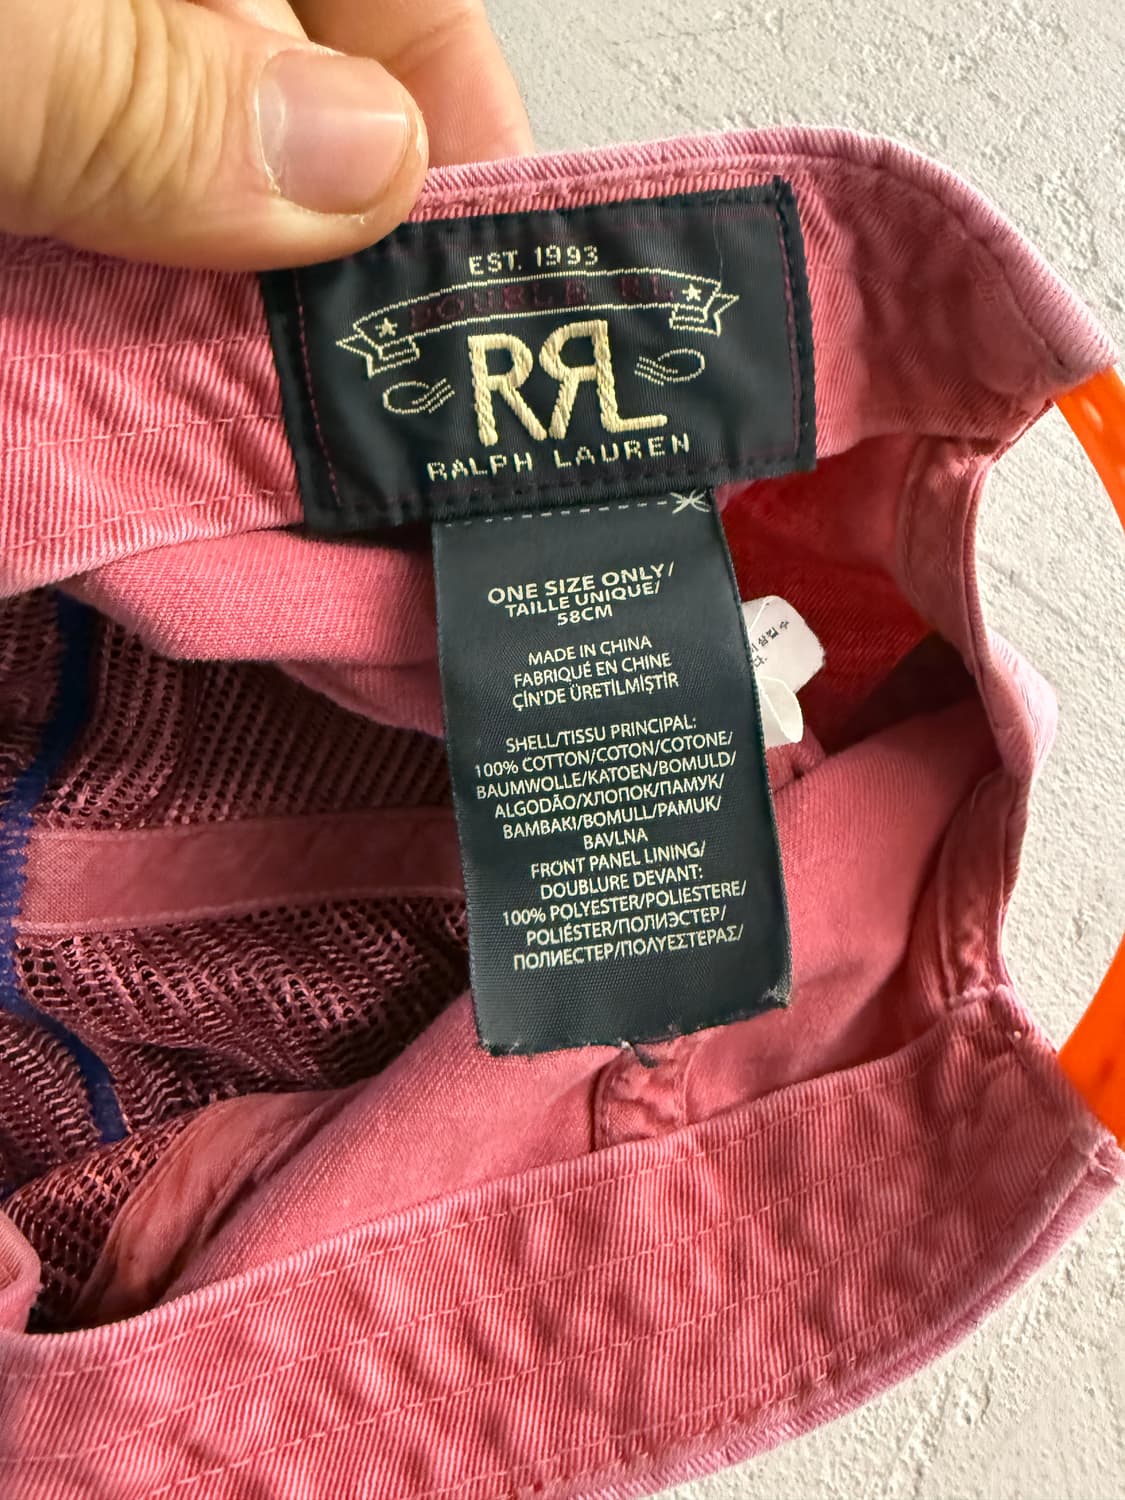 EST. 1993
DOUBLE RL
RRL
RALPH LAUREN
ONE SIZE ONLY/
TAILLE UNIQUE/
58CM
MADE IN CHINA
FABRIQUÉ EN CHINE
ÇİN'DE ÜRETİLMİŞTİR
SHELL/TISSU PRINCIPAL:
100% COTTON/COTON/COTONE/
BAUMWOLLE/KATOEN/BOMULD/
ALGODÃO/ХЛОПОК/ПАМУК/
ΒΑΜΒΑΚΙ/BOMULL/PAMUK/
BAVLNA
FRONT PANEL LINING/
DOUBLURE DEVANT:
100% POLYESTER/POLIESTERE/
POLIÉSTER/ПОЛИЭСТЕР/
ПОЛИЕСТЕР/ΠΟΛΥΕΣΤΕΡΑΣ/